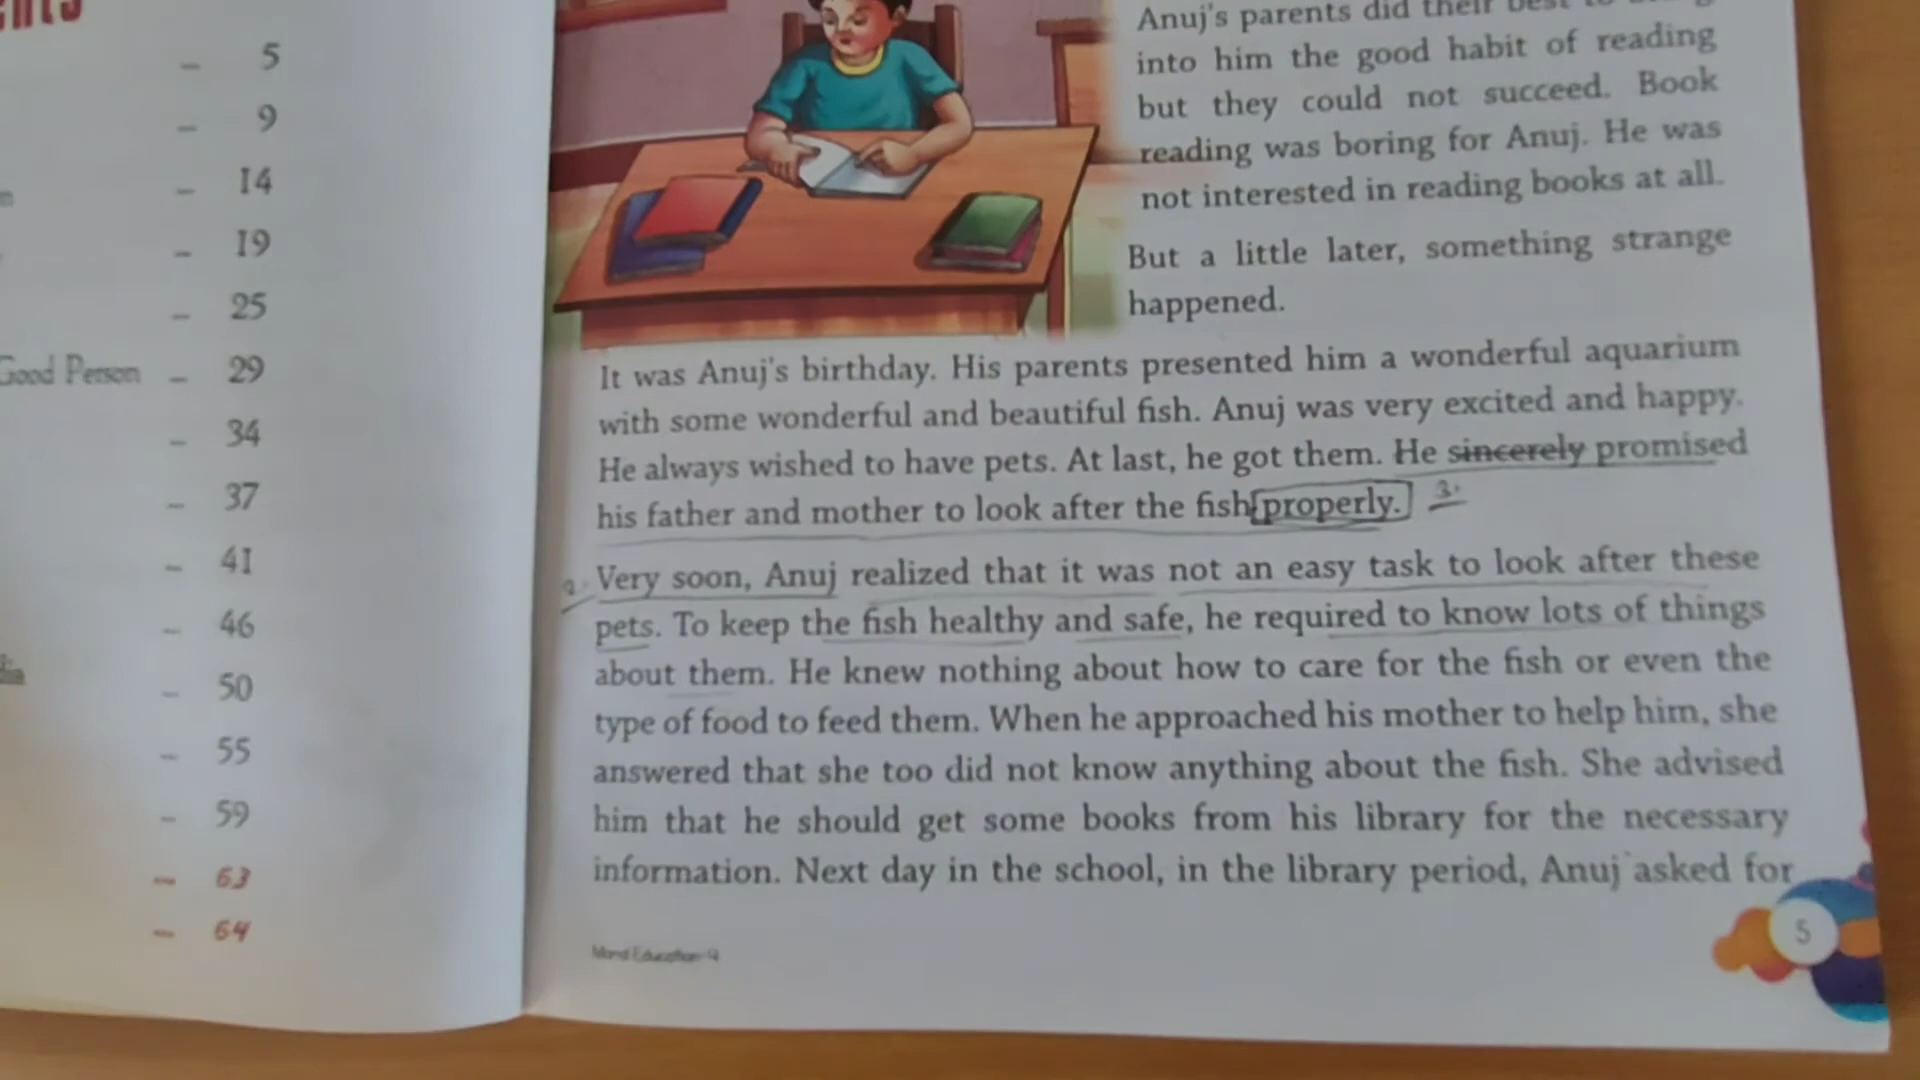 – 5
– 9
– 14
– 19
– 25
Good Person – 29
– 34
– 37
– 41
– 46
– 50
– 55
– 59
– 63
– 64
Anuj's parents did their best to
into him the good habit of reading
but they could not succeed. Book
reading was boring for Anuj. He was
not interested in reading books at all.
But a little later, something strange
happened.
It was Anuj's birthday. His parents presented him a wonderful aquarium
with some wonderful and beautiful fish. Anuj was very excited and happy.
He always wished to have pets. At last, he got them. He sincerely promised
his father and mother to look after the fish properly. 3.
Very soon, Anuj realized that it was not an easy task to look after these
pets. To keep the fish healthy and safe, he required to know lots of things
about them. He knew nothing about how to care for the fish or even the
type of food to feed them. When he approached his mother to help him, she
answered that she too did not know anything about the fish. She advised
him that he should get some books from his library for the necessary
information. Next day in the school, in the library period, Anuj asked for
Moral Education-4
5